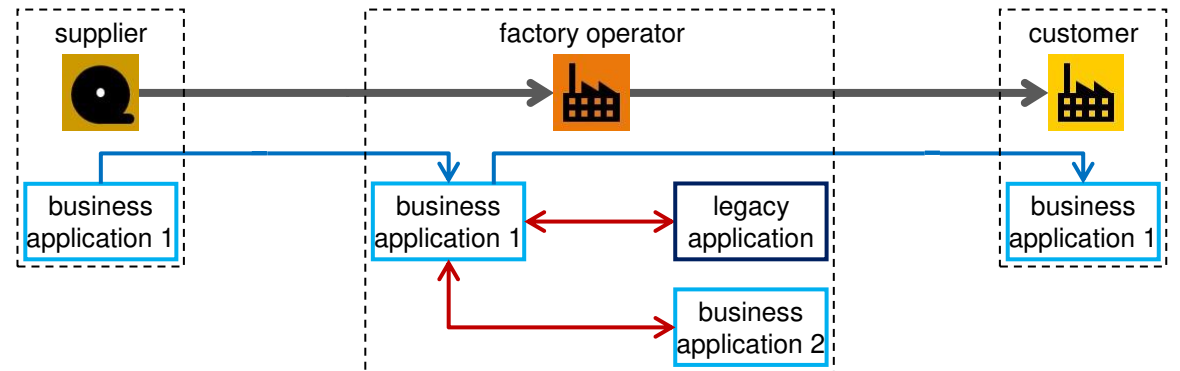 supplier
factory operator
customer
business
application 1
business
application 1
legacy
application
business
application 1
business
application 2